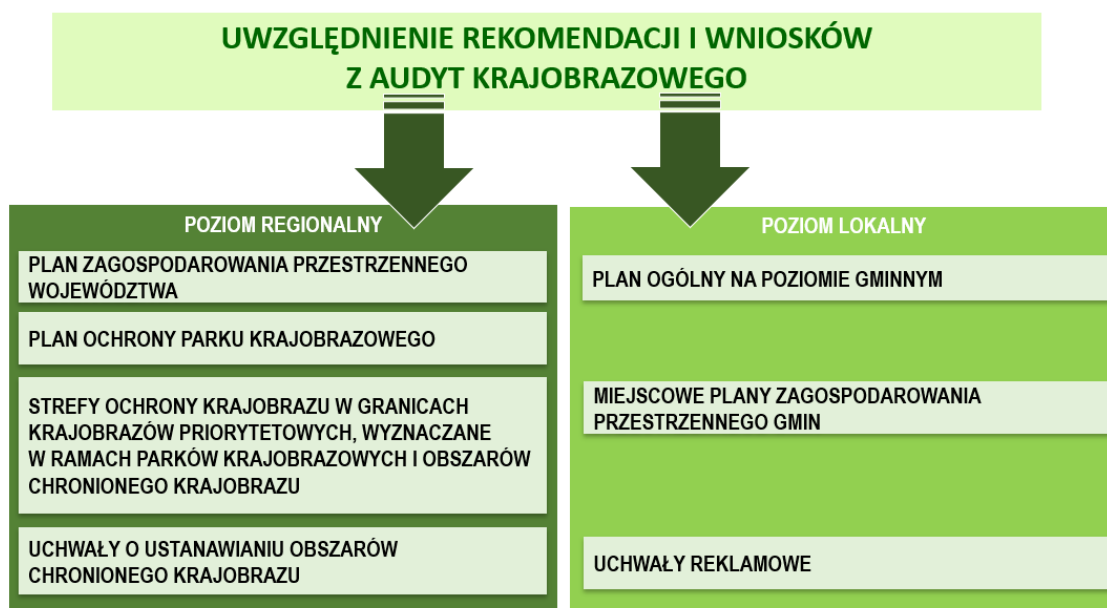 UWZGLĘDNIENIE REKOMENDACJI I WNIOSKÓW
Z AUDYT KRAJOBRAZOWEGO
POZIOM REGIONALNY
PLAN ZAGOSPODAROWANIA PRZESTRZENNEGO
WOJEWÓDZTWA
PLAN OCHRONY PARKU KRAJOBRAZOWEGO
STREFY OCHRONY KRAJOBRAZU W GRANICACH
KRAJOBRAZÓW PRIORYTETOWYCH, WYZNACZANE
W RAMACH PARKÓW KRAJOBRAZOWYCH I OBSZARÓW
CHRONIONEGO KRAJOBRAZU
UCHWAŁY O USTANAWIANIU OBSZARÓW
CHRONIONEGO KRAJOBRAZU
POZIOM LOKALNY
PLAN OGÓLNY NA POZIOMIE GMINNYM
MIEJSCOWE PLANY ZAGOSPODAROWANIA
PRZESTRZENNEGO GMIN
UCHWAŁY REKLAMOWE